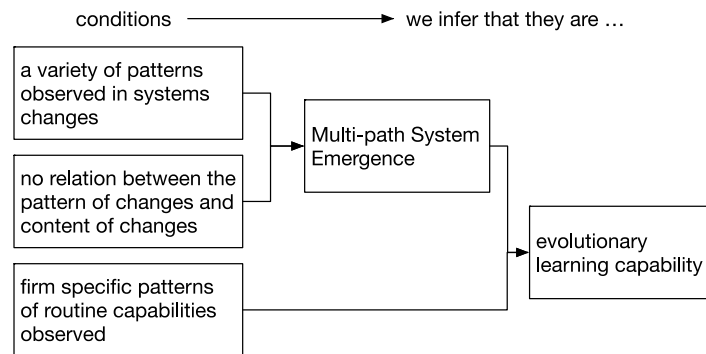 conditions
we infer that they are ...
a variety of patterns
observed in systems
changes
Multi-path System
Emergence
no relation between the
pattern of changes and
content of changes
evolutionary
learning capability
firm specific patterns
of routine capabilities
observed